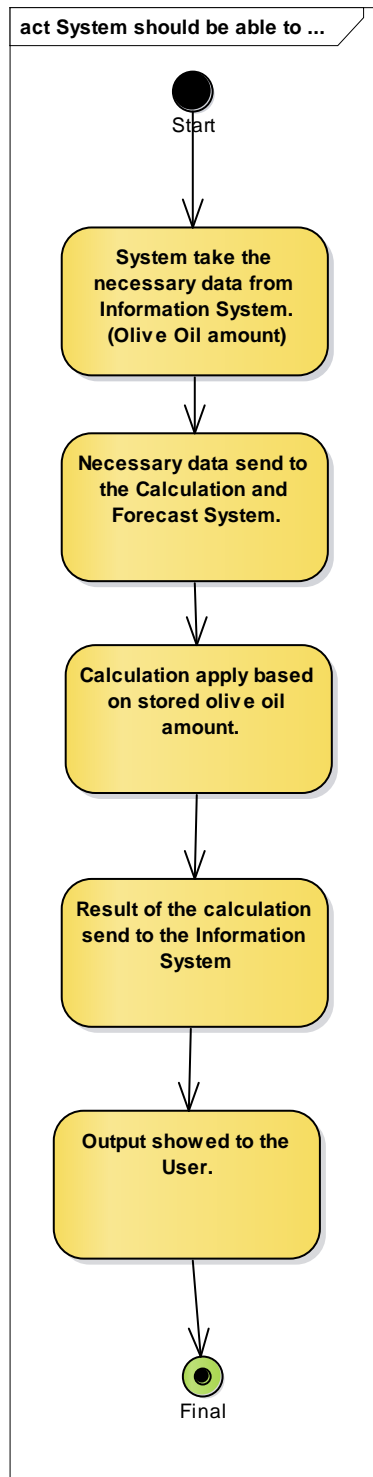 act System should be able to ...
Start
System take the
necessary data from
Information System.
(Olive Oil amount)
Necessary data send to
the Calculation and
Forecast System.
Calculation apply based
on stored olive oil
amount.
Result of the calculation
send to the Information
System
Output showed to the
User.
Final